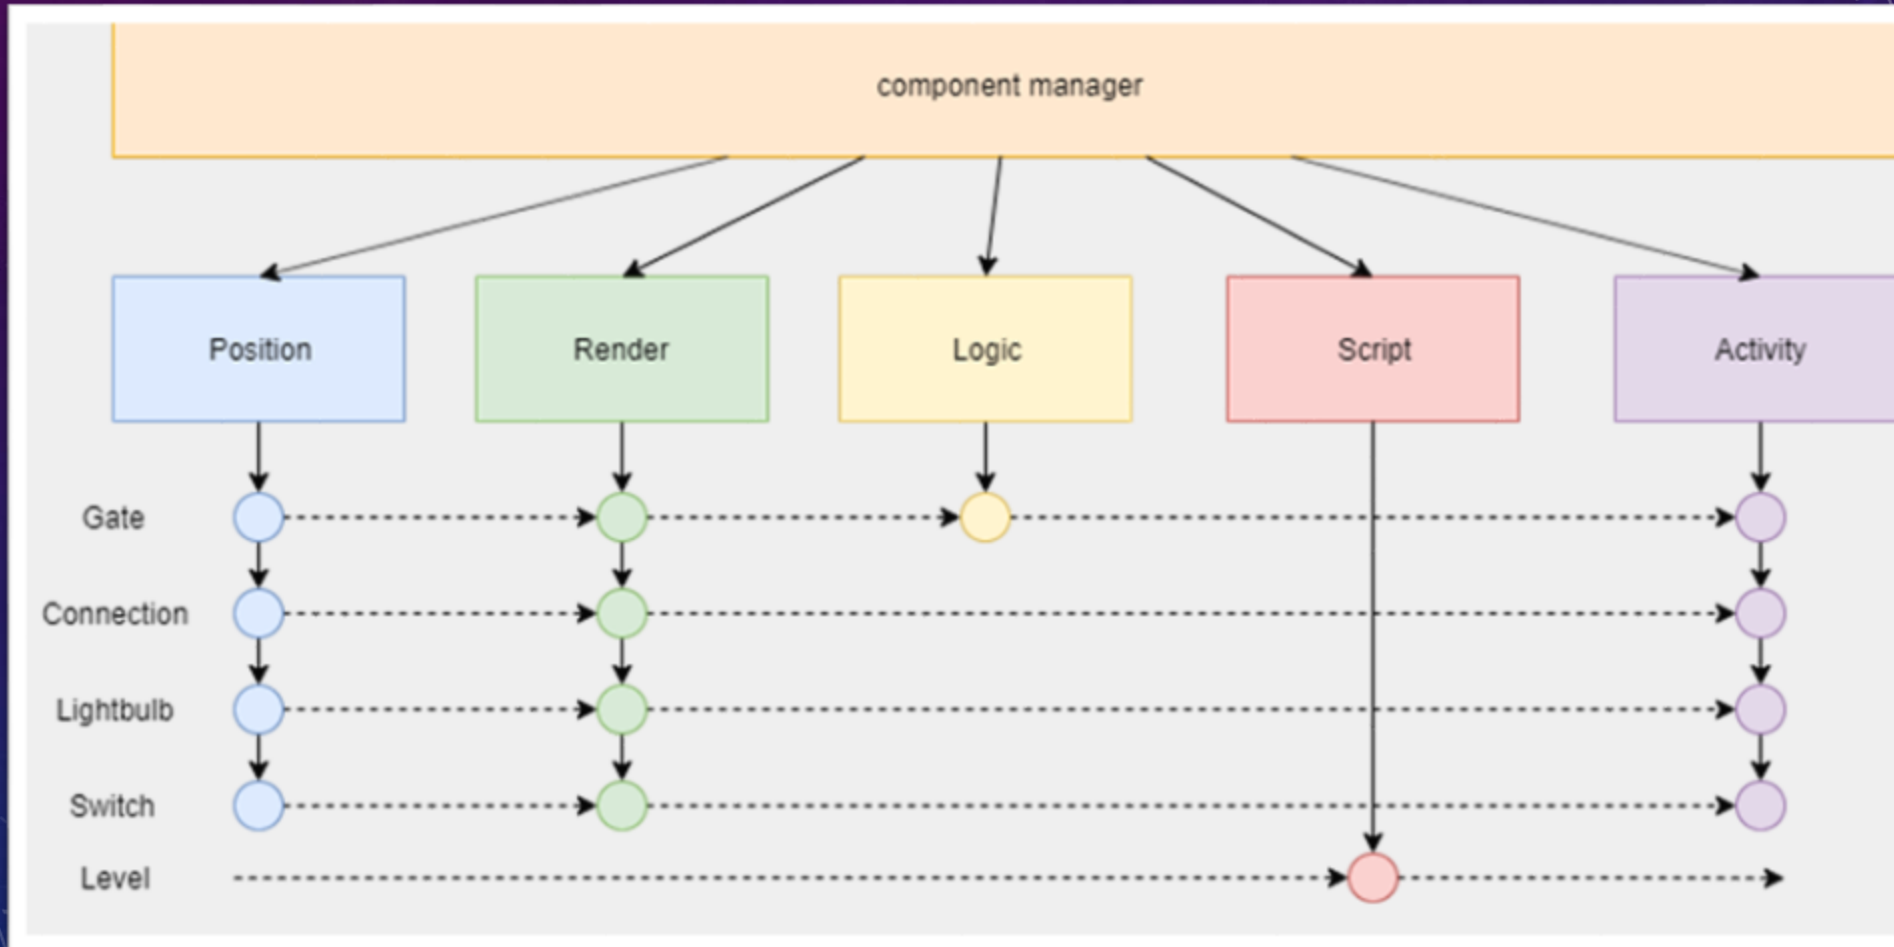 component manager
Position
Render
Logic
Script
Activity
Gate
Connection
Lightbulb
Switch
Level